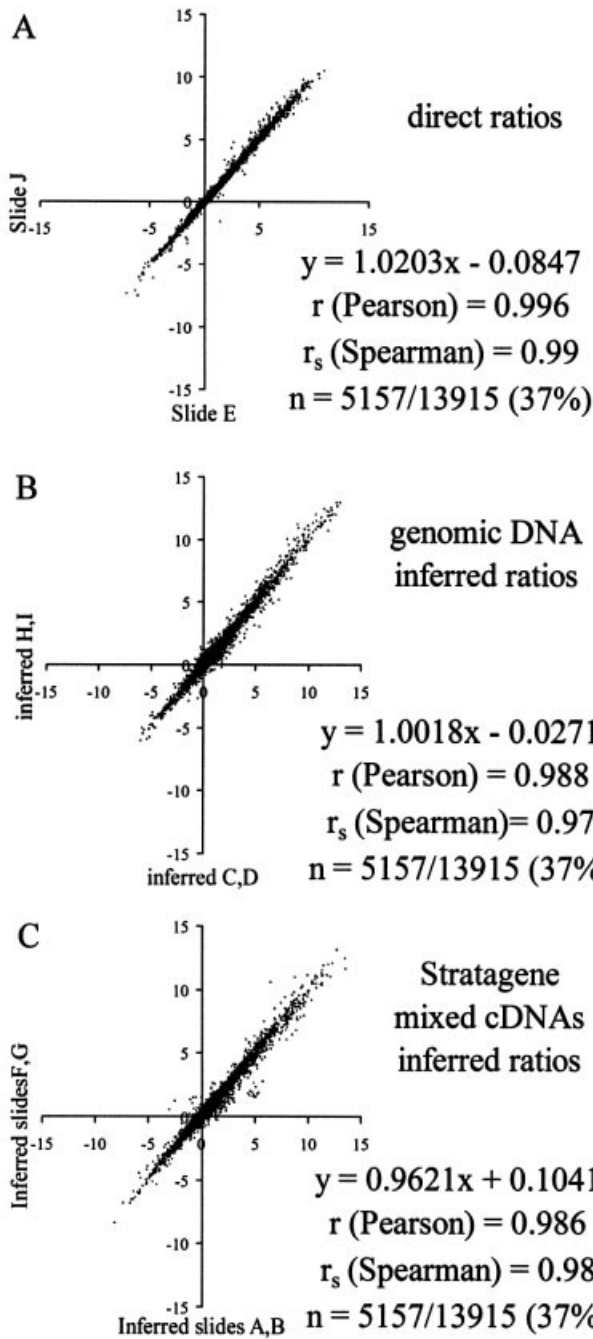 A
15
10
5
0
-15
-5
5
15
-5
-10
-15
Slide J
Slide E
direct ratios
y = 1.0203x - 0.0847
r (Pearson) = 0.996
rs (Spearman) = 0.99
n = 5157/13915 (37%)
B
15
10
5
0
-15
-10
-5
0
5
10
15
-5
-10
-15
inferred H,I
inferred C,D
genomic DNA
inferred ratios
y = 1.0018x - 0.0271
r (Pearson) = 0.988
rs (Spearman)= 0.97
n = 5157/13915 (37%
C
15
10
5
0
-15
-10
-5
0
5
10
15
-5
-10
-15
Inferred slidesF,G
Inferred slides A,B
Stratagene
mixed cDNAs
inferred ratios
y = 0.9621x + 0.1041
r (Pearson) = 0.986
rs (Spearman) = 0.98
n = 5157/13915 (37%